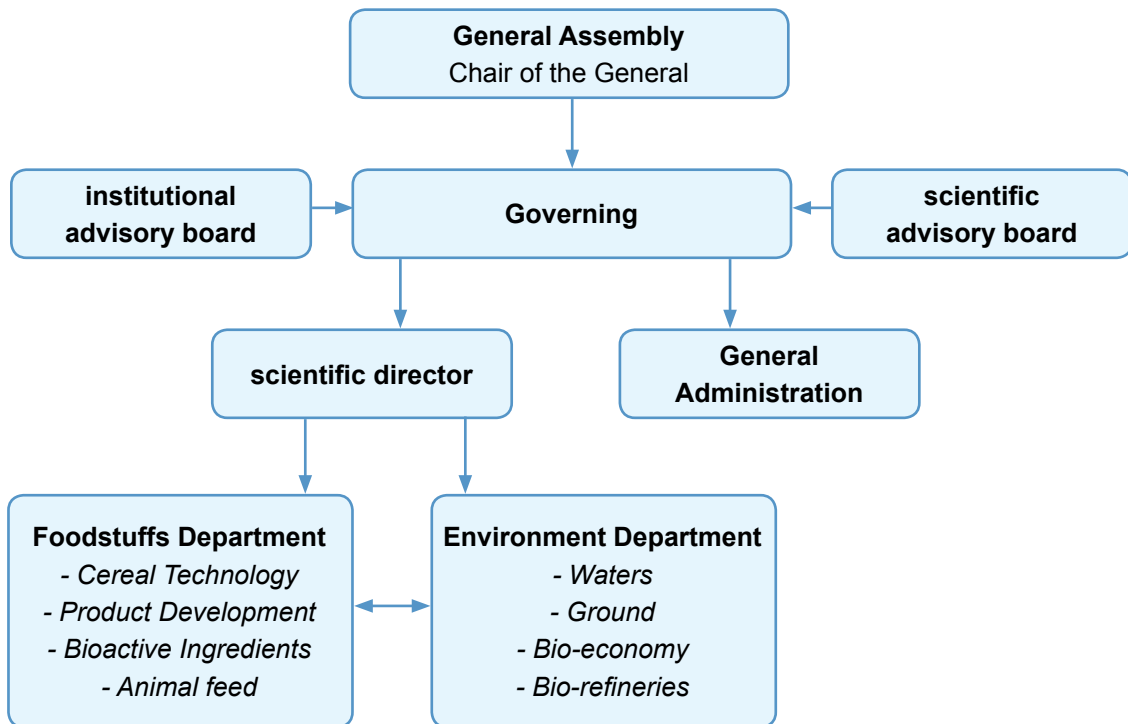 General Assembly
Chair of the General
institutional
advisory board
Governing
scientific
advisory board
scientific director
General
Administration
Foodstuffs Department
- Cereal Technology
- Product Development
- Bioactive Ingredients
- Animal feed
Environment Department
- Waters
- Ground
- Bio-economy
- Bio-refineries